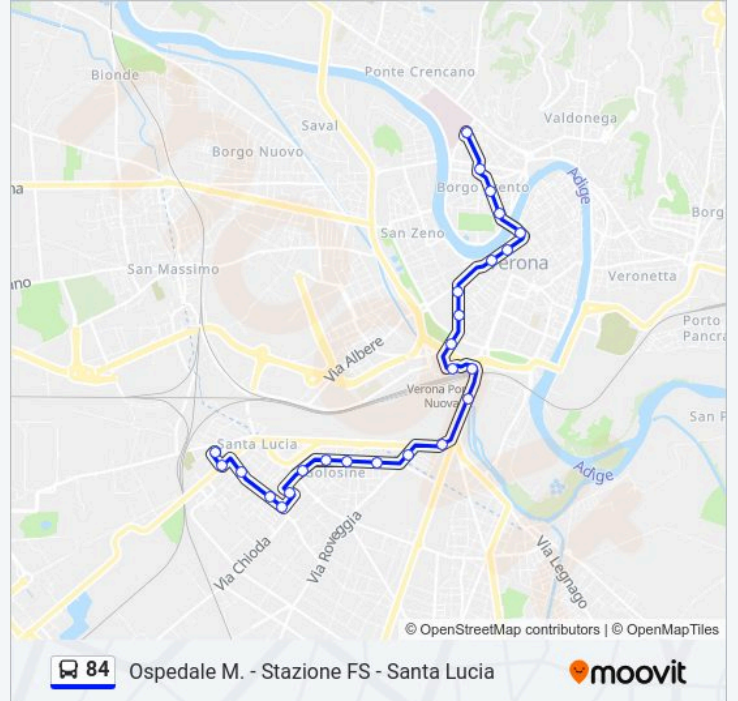 Bionde
Ponte Crencano
Valdonega
Saval
Borgo Nuovo
Adige
Borgo Trento
Borg
San Zeno
Verona
San Massimo
Veronetta
ano
Porto
Pancra
Via Albere
Verona Por
Nuova
San P
Santa Lucia
Golosine
Adige
Via Chioda
Via Roveggia
Via Legnago
© OpenStreetMap contributors | © OpenMapTiles
84 Ospedale M. - Stazione FS - Santa Lucia
moovit